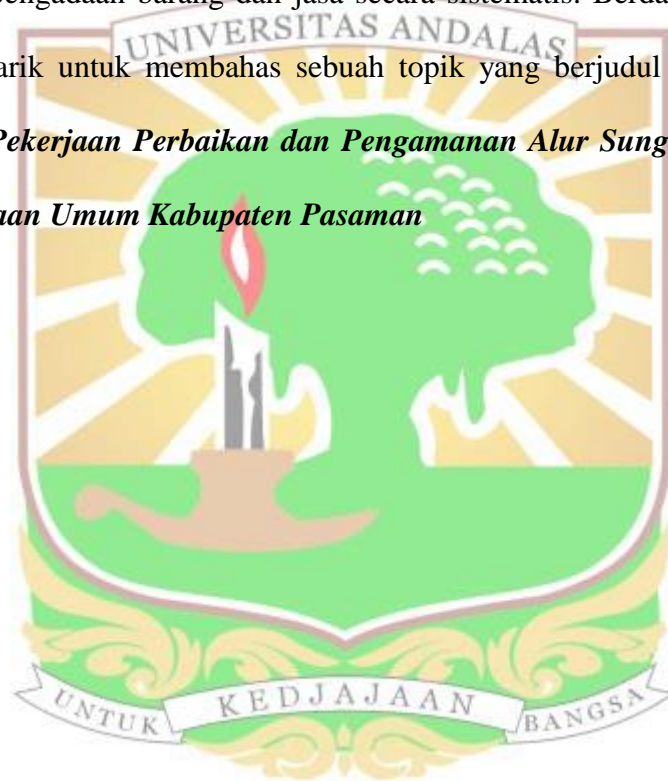 pengadaan barang dan jasa secara sistematis. Berda
UNIVERSITAS ANDALAS
arik untuk membahas sebuah topik yang berjudul
Pekerjaan Perbaikan dan Pengamanan Alur Sung
aan Umum Kabupaten Pasaman
UNTUK KEDJAJAAN BANGSA